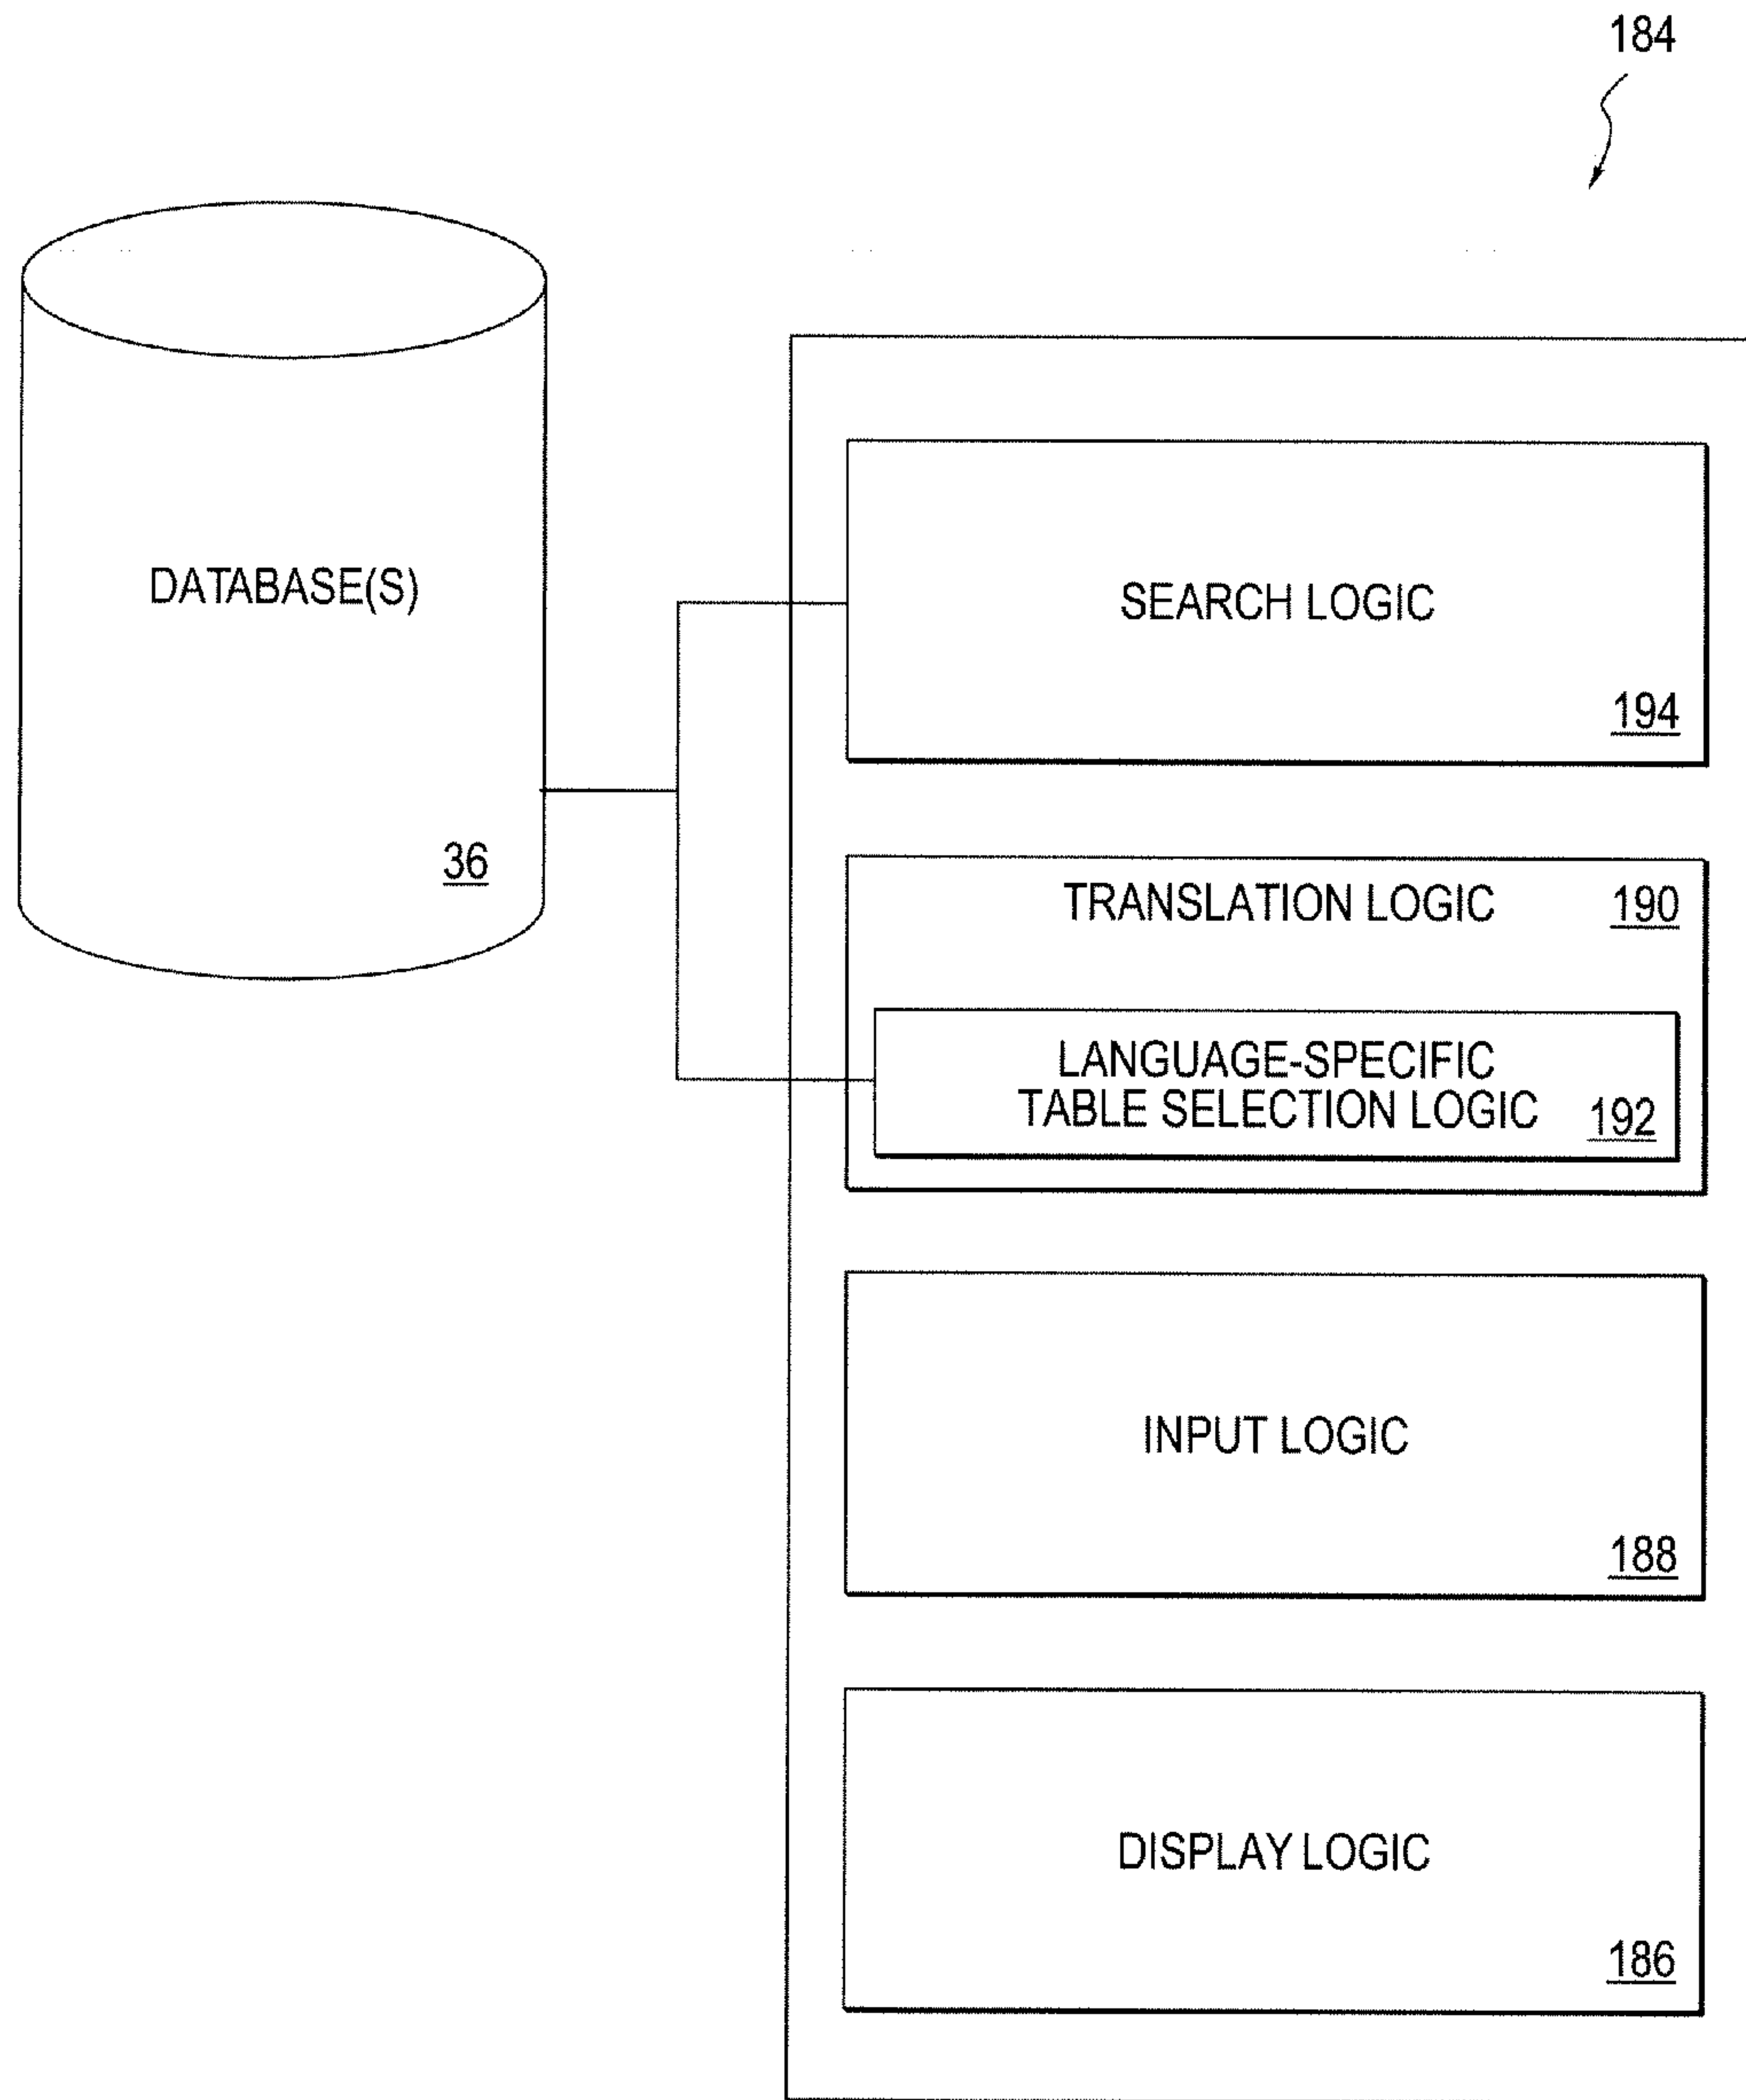 184
DATABASE(S)
36
SEARCH LOGIC
194
TRANSLATION LOGIC 190
LANGUAGE-SPECIFIC
TABLE SELECTION LOGIC 192
INPUT LOGIC
188
DISPLAY LOGIC
186